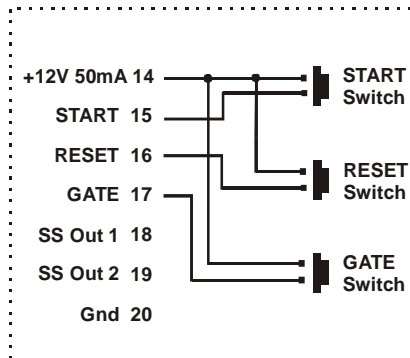 +12V 50mA 14
START 15
RESET 16
GATE 17
SS Out 1 18
SS Out 2 19
Gnd 20
START
Switch
RESET
Switch
GATE
Switch